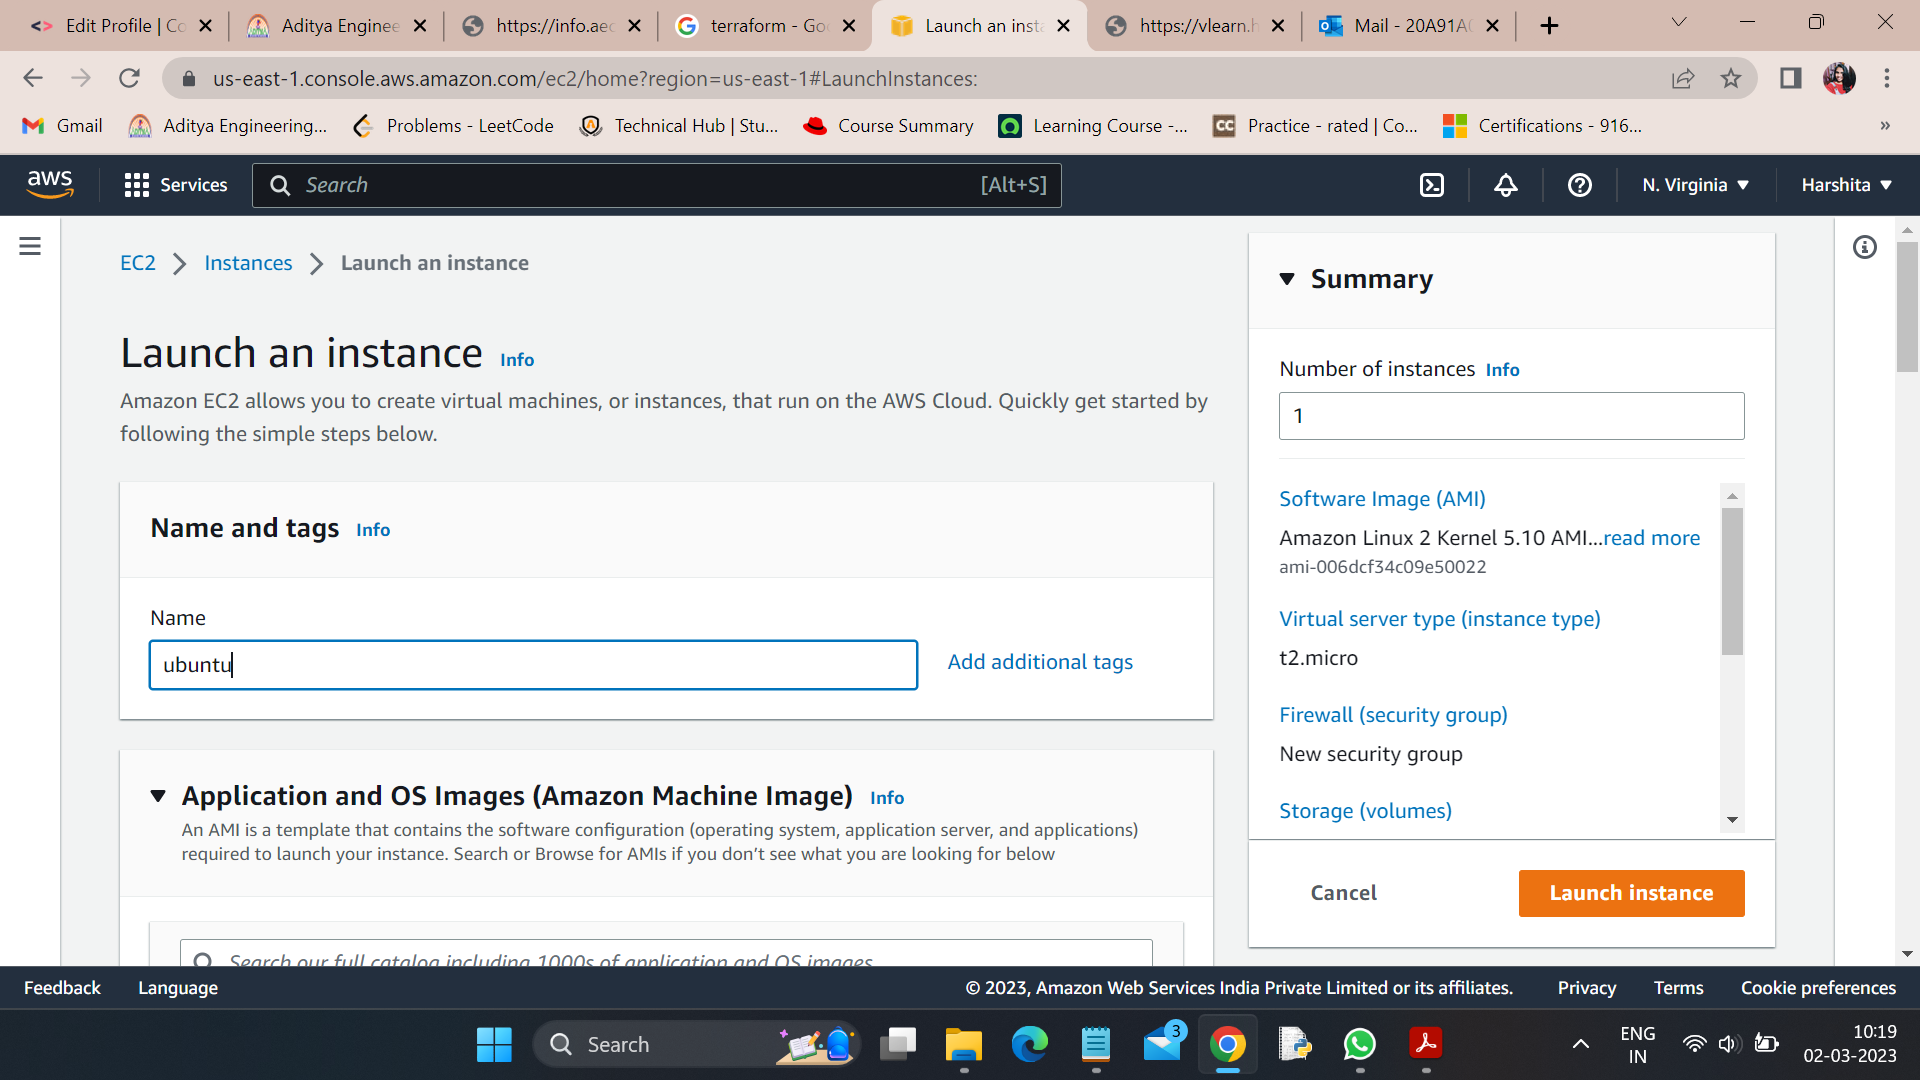 Edit Profile | Co
Aditya Enginee
https://info.aec
terraform - Goo
Launch an insta
https://vlearn.h
Mail - 20A91A0
us-east-1.console.aws.amazon.com/ec2/home?region=us-east-1#LaunchInstances:
Gmail
Aditya Engineering...
Problems - LeetCode
Technical Hub | Stu...
Course Summary
Learning Course -...
CC
Practice - rated | Co...
Certifications - 916...
»
aws
Services
Search
[Alt+S]
N. Virginia
Harshita
EC2
Instances
Launch an instance
Launch an instance Info
Amazon EC2 allows you to create virtual machines, or instances, that run on the AWS Cloud. Quickly get started by
following the simple steps below.
Name and tags Info
Name
ubuntu
Add additional tags
Application and OS Images (Amazon Machine Image) Info
An AMI is a template that contains the software configuration (operating system, application server, and applications)
required to launch your instance. Search or Browse for AMIs if you don’t see what you are looking for below
Search our full catalog including 1000s of application and OS images
Summary
Number of instances Info
1
Software Image (AMI)
Amazon Linux 2 Kernel 5.10 AMI...read more
ami-006dcf34c09e50022
Virtual server type (instance type)
t2.micro
Firewall (security group)
New security group
Storage (volumes)
Cancel
Launch instance
Feedback
Language
© 2023, Amazon Web Services India Private Limited or its affiliates.
Privacy
Terms
Cookie preferences
Search
3
ENG
IN
10:19
02-03-2023